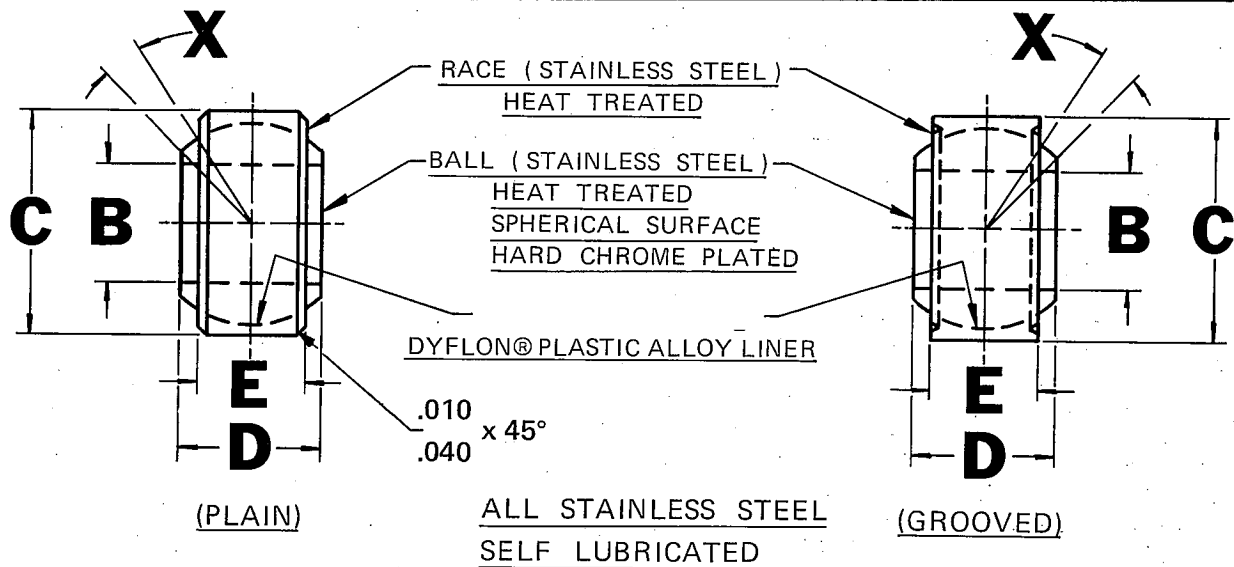 X
X
RACE (STAINLESS STEEL)
HEAT TREATED
BALL (STAINLESS STEEL)
HEAT TREATED
SPHERICAL SURFACE
HARD CHROME PLATED
C
B
B
C
DYFLON® PLASTIC ALLOY LINER
E
E
.010
.040
x 45°
D
D
(PLAIN)
(GROOVED)
ALL STAINLESS STEEL
SELF LUBRICATED